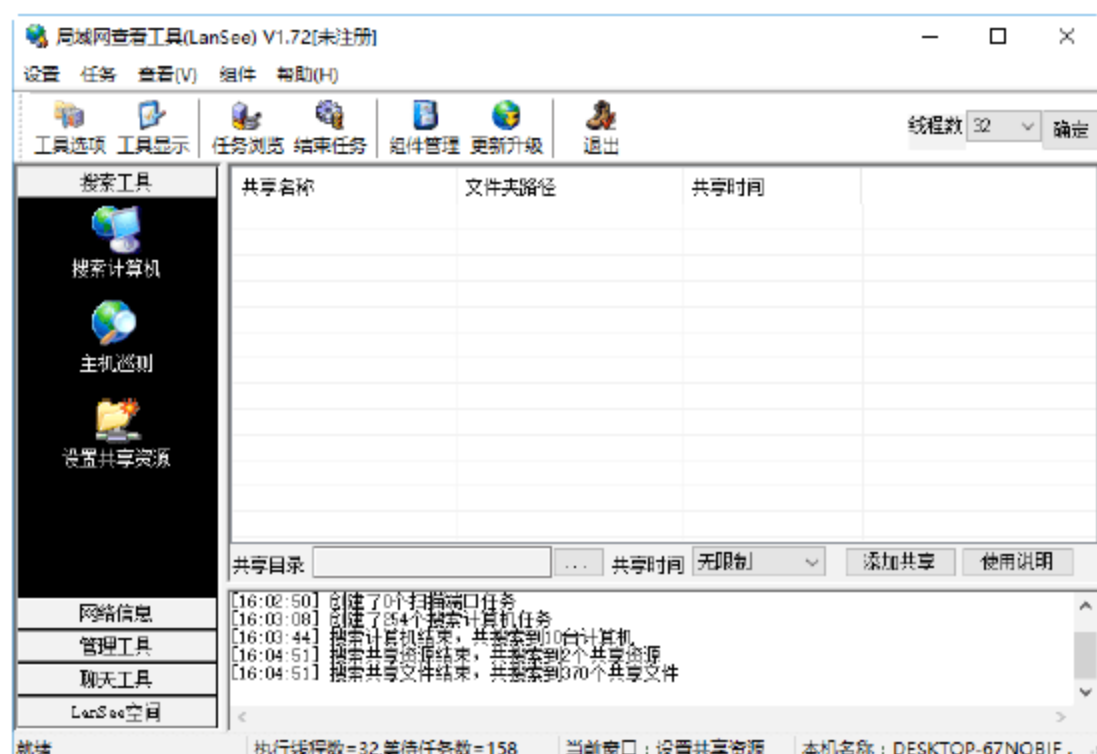 局域网查看工具(LanSee) V1.72[未注册]
设置 任务 查看(V) 组件 帮助(H)
工具选项 工具显示 任务浏览 结束任务 组件管理 更新升级 退出 线程数 32 确定
搜索工具
搜索计算机
主机巡测
设置共享资源
网络信息
管理工具
聊天工具
LanSee空间
共享名称 文件夹路径 共享时间
共享目录 ... 共享时间 无限制 添加共享 使用说明
[16:02:50] 创建了0个扫描端口任务
[16:03:08] 创建了254个搜索计算机任务
[16:03:44] 搜索计算机结束，共搜索到10台计算机
[16:04:51] 搜索共享资源结束，共搜索到2个共享资源
[16:04:51] 搜索共享文件结束，共搜索到370个共享文件
就绪 执行线程数=32 等待任务数=158 当前窗口：设置共享资源 本机名称：